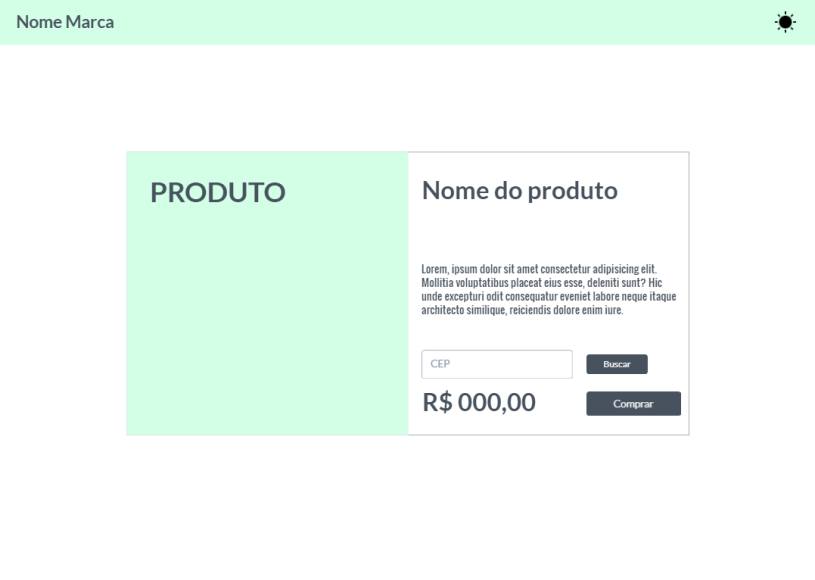 Nome Marca
PRODUTO
Nome do produto
Lorem, ipsum dolor sit amet consectetur adipisicing elit.
Mollitia voluptatibus placeat eius esse, deleniti sunt? Hic
unde excepturi odit consequatur eveniet labore neque itaque
architecto similique, reiciendis dolore enim iure.
CEP
Buscar
R$ 000,00
Comprar